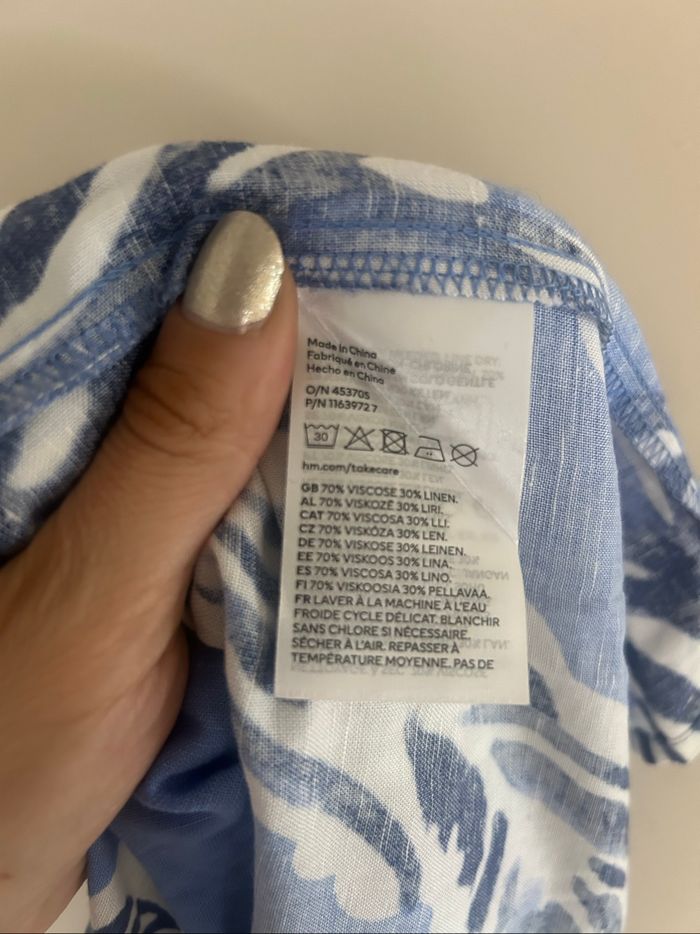 Made in China
Fabriqué en Chine
Hecho en China
O/N 453705
P/N 1163972 7
30
hm.com/takecare
GB 70% VISCOSE 30% LINEN.
AL 70% VISKOZË 30% LIRI.
CAT 70% VISCOSA 30% LLI.
CZ 70% VISKÓZA 30% LEN.
DE 70% VISKOSE 30% LEINEN.
EE 70% VISKOOS 30% LINA.
ES 70% VISCOSA 30% LINO.
FI 70% VISKOOSIA 30% PELLAVAA.
FR LAVER À LA MACHINE À L'EAU
FROIDE CYCLE DÉLICAT. BLANCHIR
SANS CHLORE SI NÉCESSAIRE.
SÉCHER À L'AIR. REPASSER À
TEMPÉRATURE MOYENNE. PAS DE